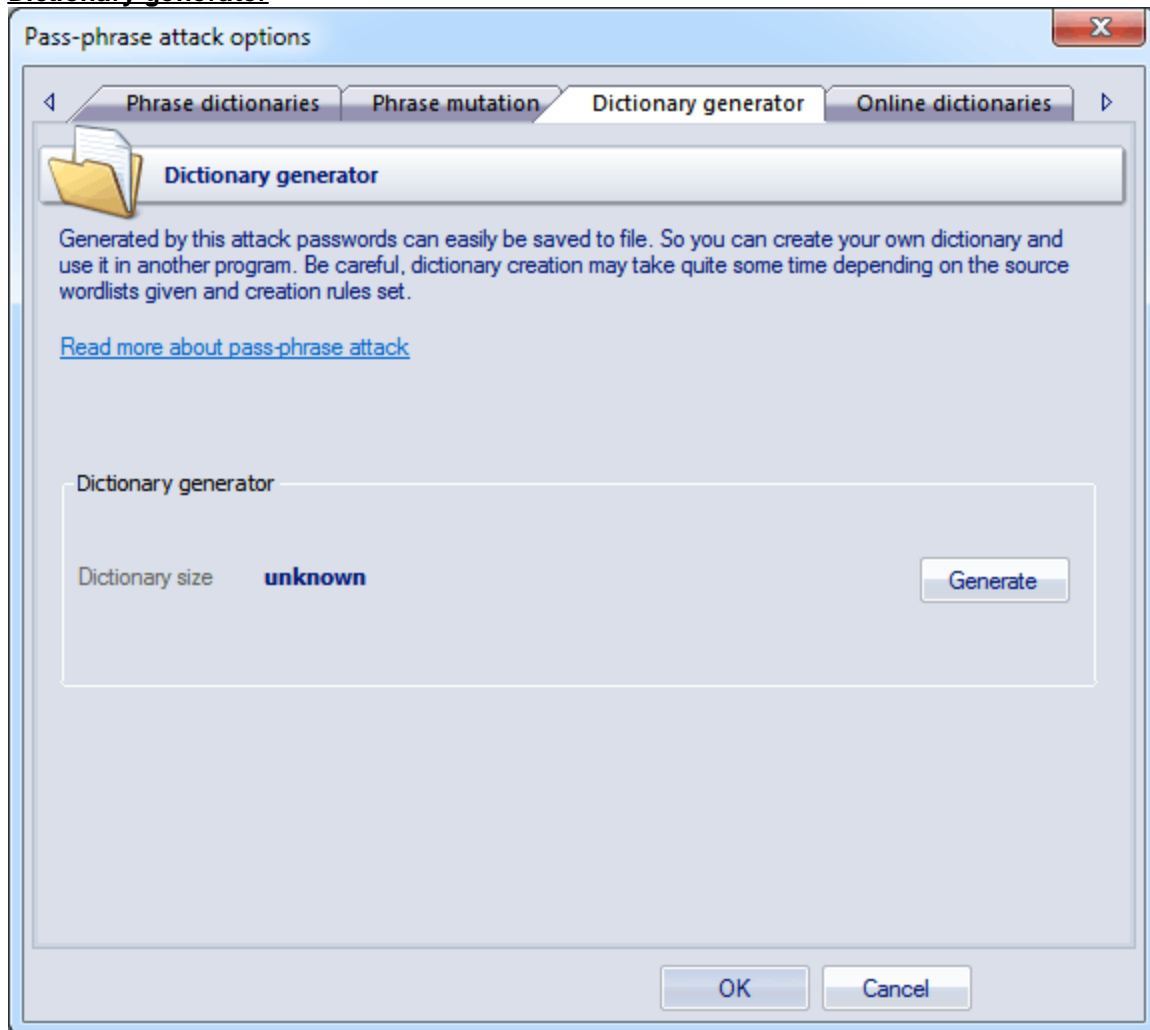 Dictionary generator
Pass-phrase attack options
X
Phrase dictionaries Phrase mutation Dictionary generator Online dictionaries
Dictionary generator
Generated by this attack passwords can easily be saved to file. So you can create your own dictionary and
use it in another program. Be careful, dictionary creation may take quite some time depending on the source
wordlists given and creation rules set.
Read more about pass-phrase attack
Dictionary generator
Dictionary size unknown Generate
OK Cancel